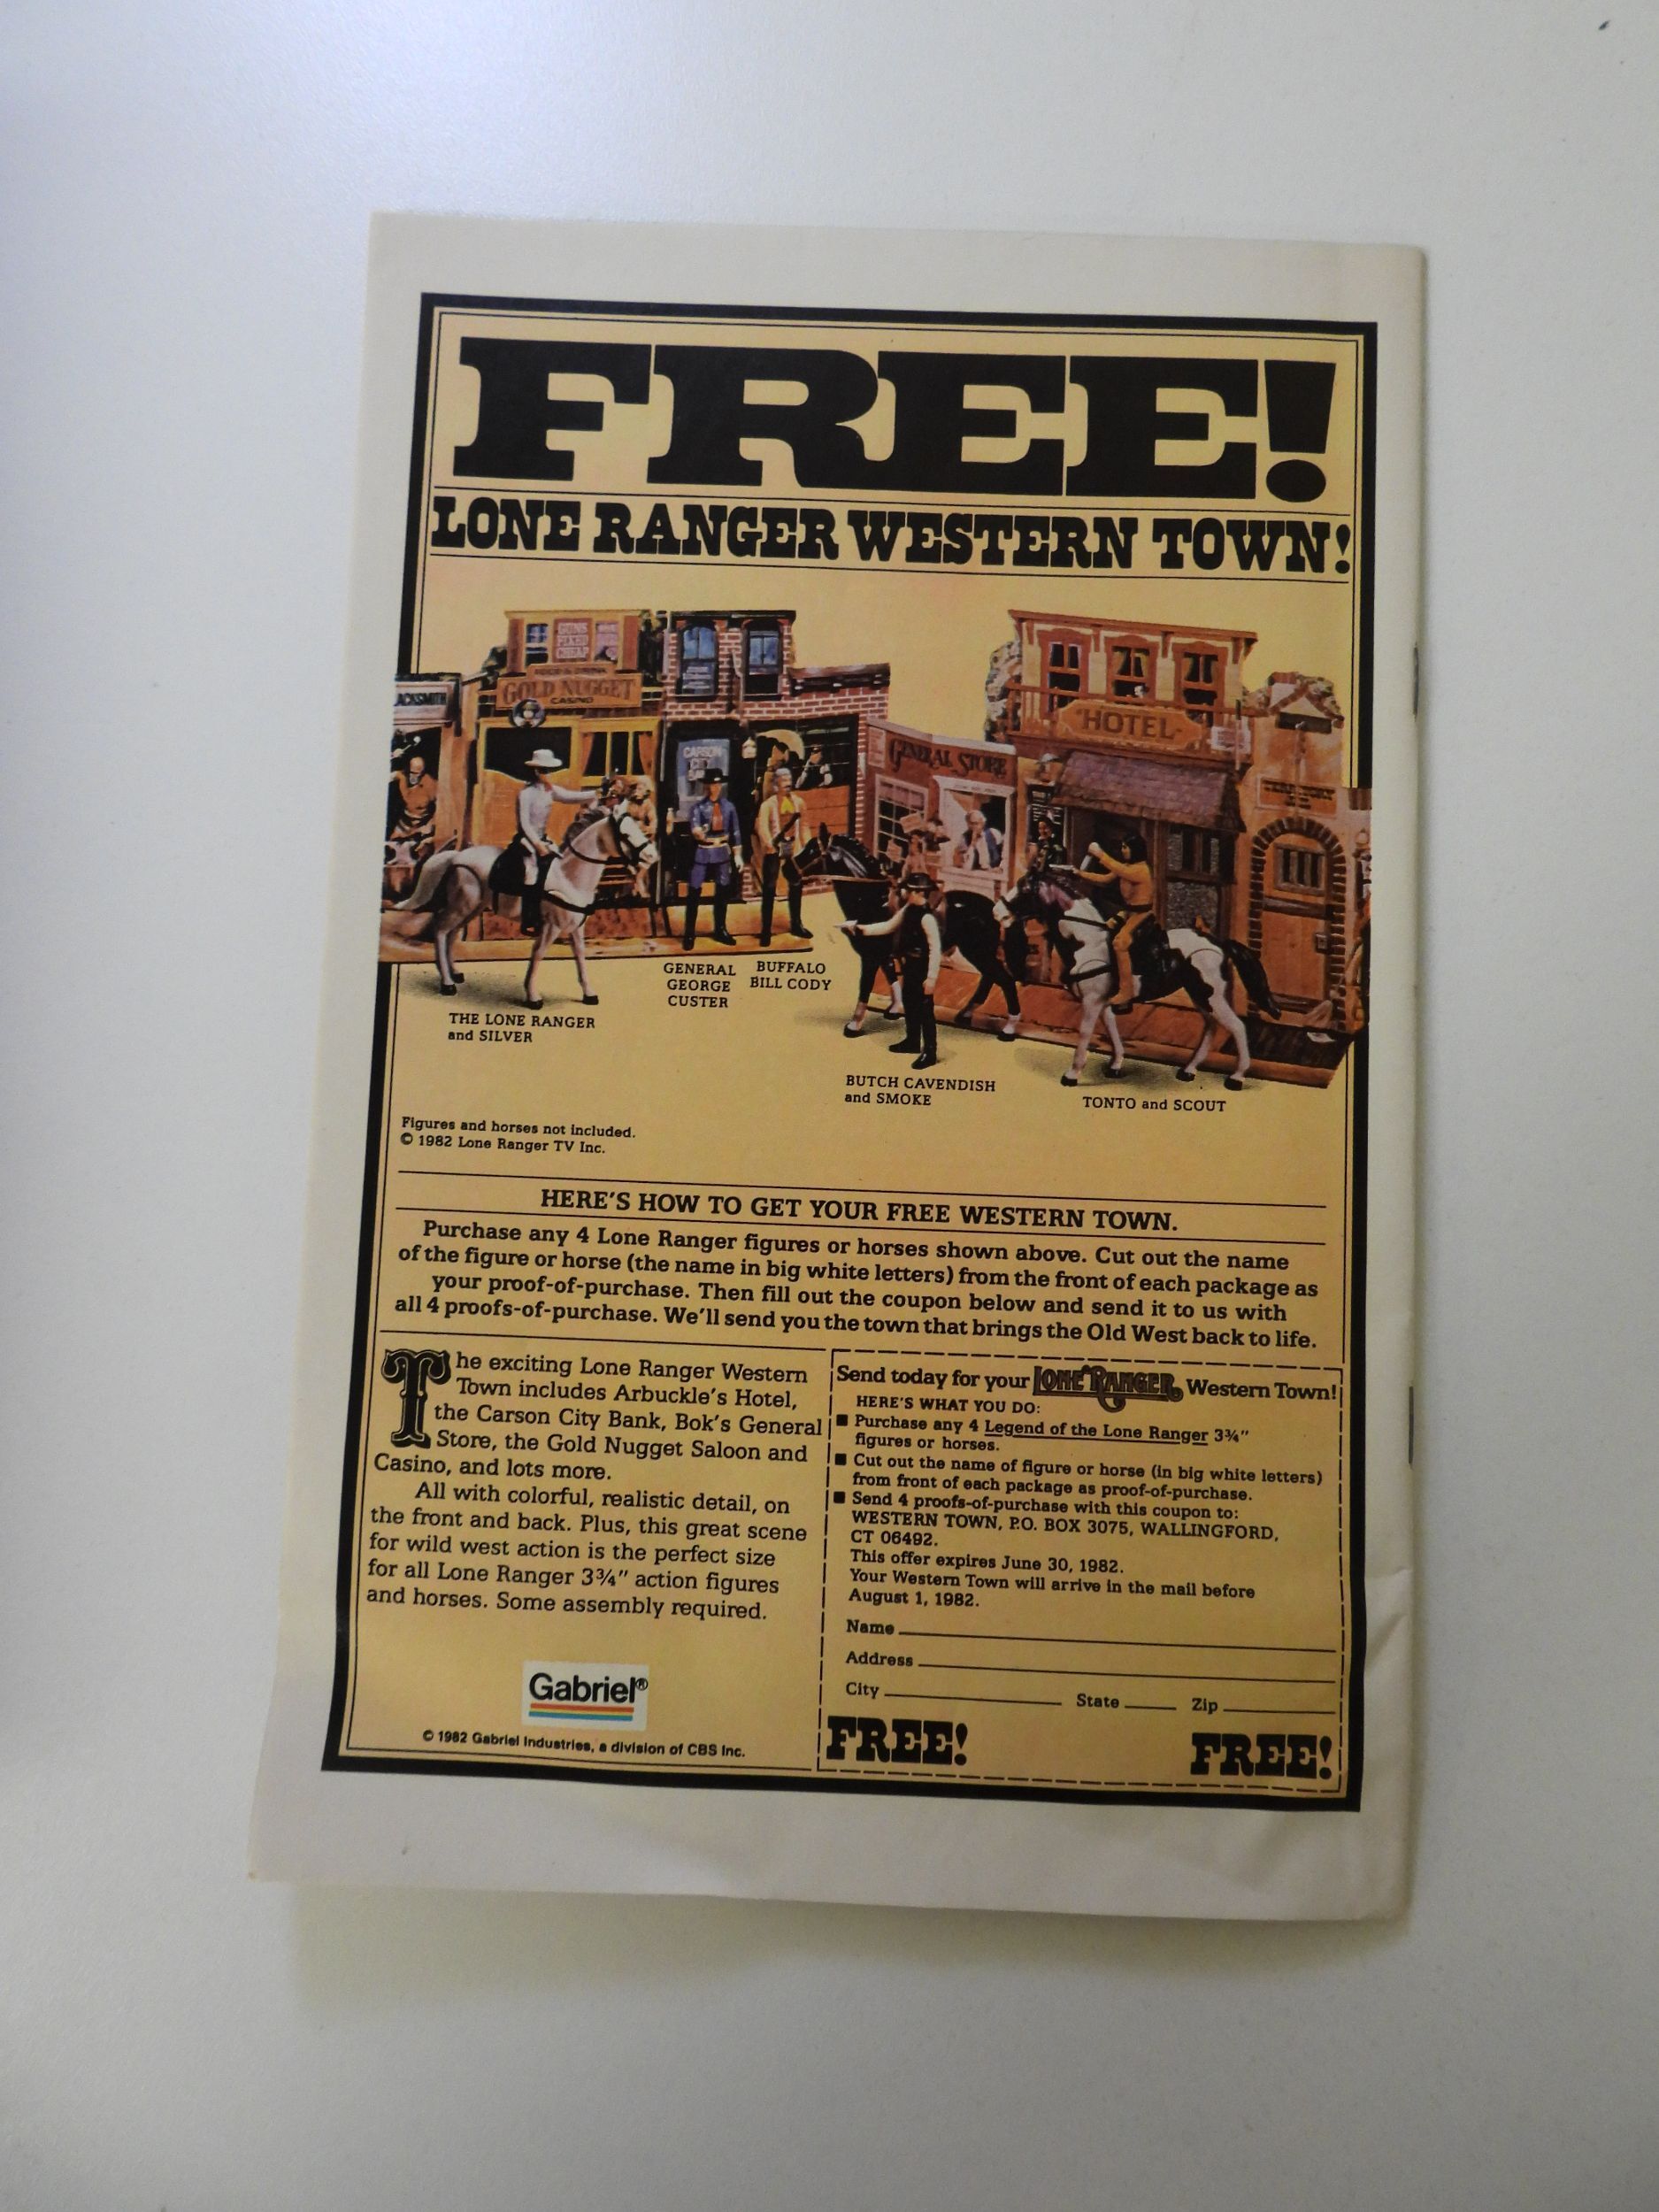 FREE!
LONE RANGER WESTERN TOWN!
GUNS
FIXED
CHEAP
GOLD NUGGET
CASINO
ACKSMITH
CARSON
CITY
GENERAL STORE
HOTEL
THE LONE RANGER
and SILVER
GENERAL
GEORGE
CUSTER
BUFFALO
BILL CODY
BUTCH CAVENDISH
and SMOKE
TONTO and SCOUT
Figures and horses not included.
© 1982 Lone Ranger TV Inc.
HERE'S HOW TO GET YOUR FREE WESTERN TOWN.
Purchase any 4 Lone Ranger figures or horses shown above. Cut out the name
of the figure or horse (the name in big white letters) from the front of each package as
your proof-of-purchase. Then fill out the coupon below and send it to us with
all 4 proofs-of-purchase. We'll send you the town that brings the Old West back to life.
The exciting Lone Ranger Western
Town includes Arbuckle's Hotel,
the Carson City Bank, Bok's General
Store, the Gold Nugget Saloon and
Casino, and lots more.
All with colorful, realistic detail, on
the front and back. Plus, this great scene
for wild west action is the perfect size
for all Lone Ranger 3¾" action figures
and horses. Some assembly required.
Gabriel®
© 1982 Gabriel Industries, a division of CBS Inc.
Send today for your LONE RANGER Western Town!
HERE'S WHAT YOU DO:
■ Purchase any 4 Legend of the Lone Ranger 3¾"
figures or horses.
■ Cut out the name of figure or horse (in big white letters)
from front of each package as proof-of-purchase.
■ Send 4 proofs-of-purchase with this coupon to:
WESTERN TOWN, P.O. BOX 3075, WALLINGFORD,
CT 06492.
This offer expires June 30, 1982.
Your Western Town will arrive in the mail before
August 1, 1982.
Name
Address
City State Zip
FREE! FREE!